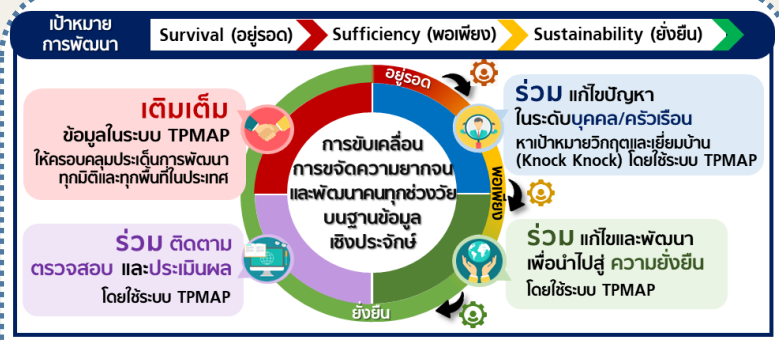 เป้าหมาย
การพัฒนา
Survival (อยู่รอด)
Sufficiency (พอเพียง)
Sustainability (ยั่งยืน)
อยู่รอด
เติมเต็ม
ข้อมูลในระบบ TPMAP
ให้ครอบคลุมประเด็นการพัฒนา
ทุกมิติและทุกพื้นที่ในประเทศ
ร่วม แก้ไขปัญหา
ในระดับบุคคล/ครัวเรือน
หาเป้าหมายวิกฤตและเยี่ยมบ้าน
(Knock Knock) โดยใช้ระบบ TPMAP
การขับเคลื่อน
การขจัดความยากจน
และพัฒนาคนทุกช่วงวัย
บนฐานข้อมูล
เชิงประจักษ์
พอเพียง
ร่วม ติดตาม
ตรวจสอบ และประเมินผล
โดยใช้ระบบ TPMAP
ร่วม แก้ไขและพัฒนา
เพื่อนำไปสู่ ความยั่งยืน
โดยใช้ระบบ TPMAP
ยั่งยืน